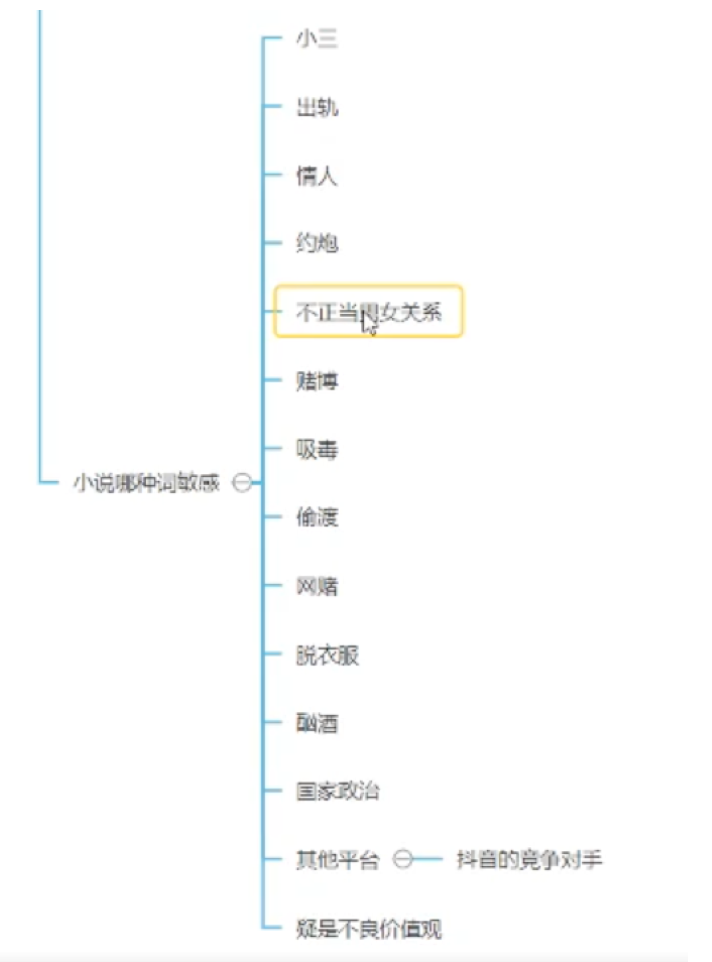 小三
出轨
情人
约炮
不正当男女关系
赌博
吸毒
小说哪种词敏感
偷渡
网赌
脱衣服
酗酒
国家政治
其他平台 抖音的竞争对手
疑是不良价值观